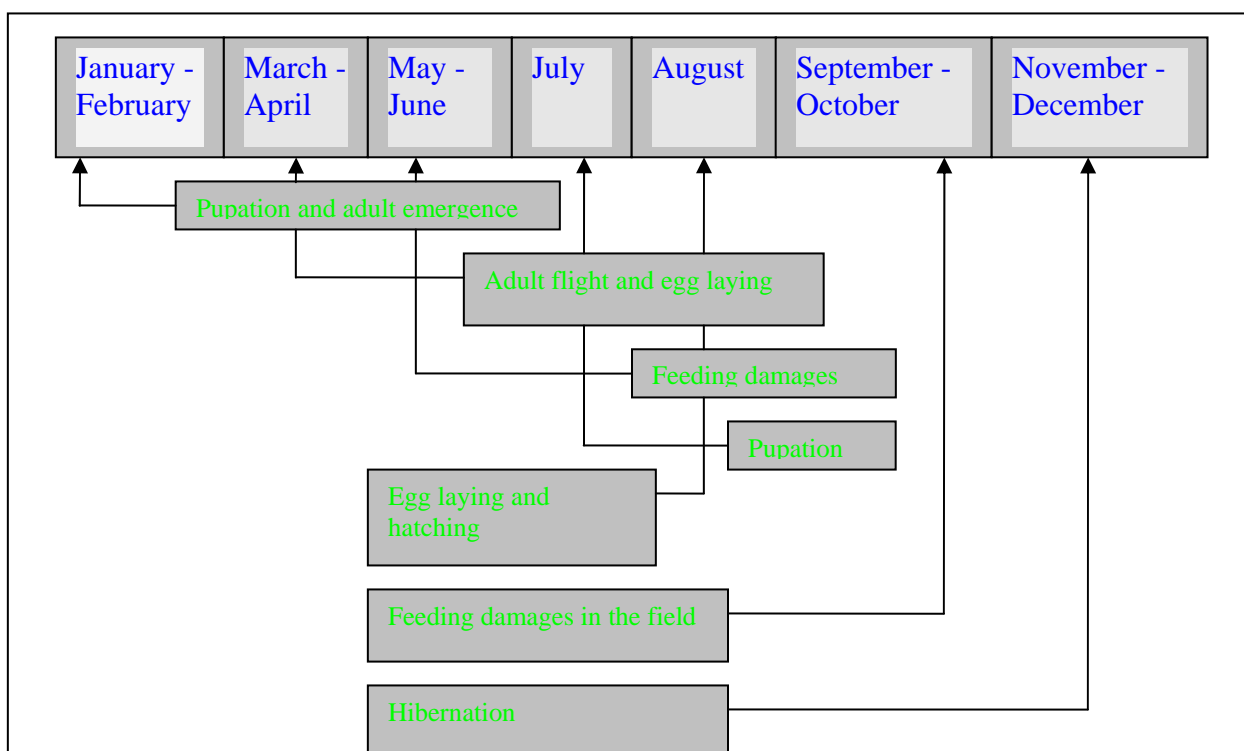 January -
February
March -
April
May -
June
July
August
September -
October
November -
December
Pupation and adult emergence
Adult flight and egg laying
Feeding damages
Pupation
Egg laying and
hatching
Feeding damages in the field
Hibernation